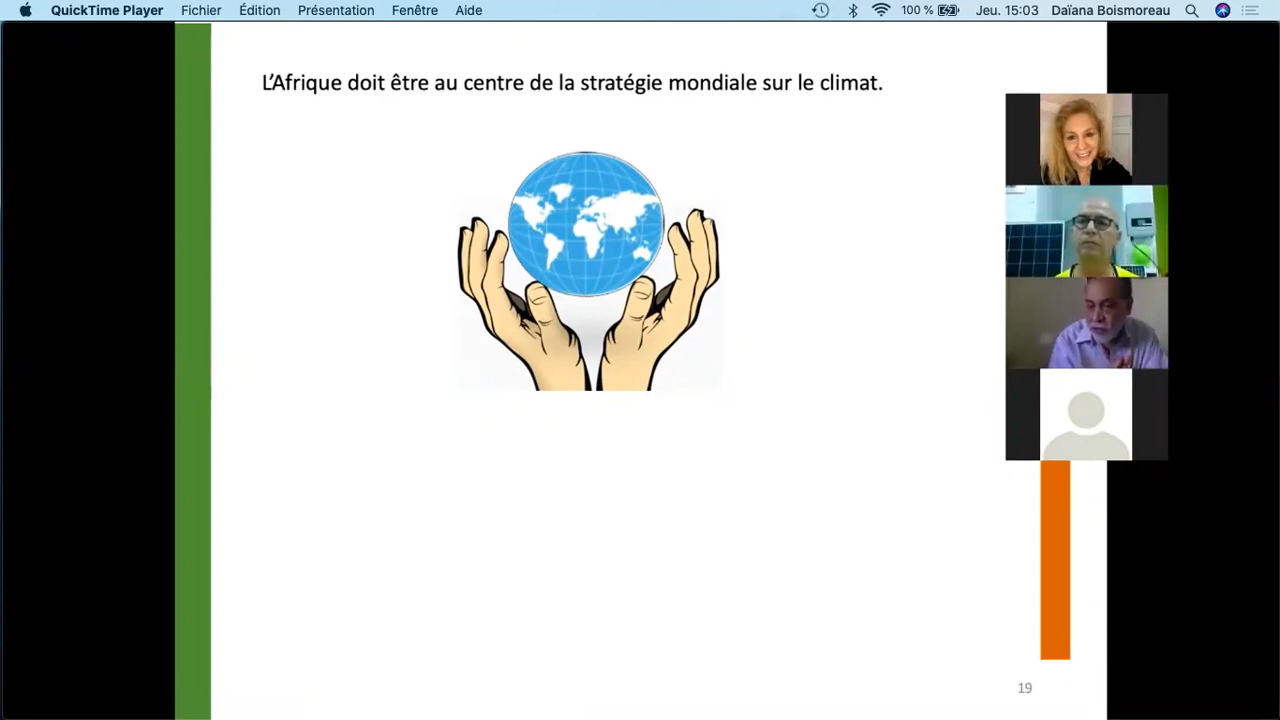 QuickTime Player Fichier Édition Présentation Fenêtre Aide 100 % Jeu. 15:03 Daïana Boismoreau
L'Afrique doit être au centre de la stratégie mondiale sur le climat.
19